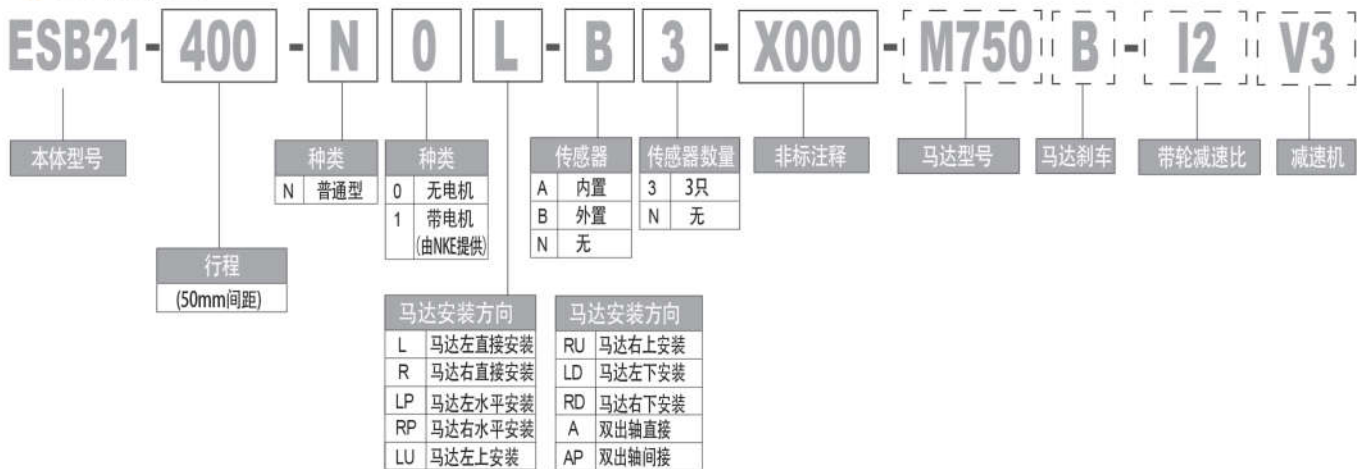 ESB21-400-N0L-B3-X000-M750B-I2V3
本体型号
行程
(50mm间距)
种类
N 普通型
种类
0 无电机
1 带电机
(由NKE提供)
传感器
A 内置
B 外置
N 无
传感器数量
3 3只
N 无
非标注释
马达型号
马达刹车
带轮减速比
减速机
马达安装方向
L 马达左直接安装
R 马达右直接安装
LP 马达左水平安装
RP 马达右水平安装
LU 马达左上安装
马达安装方向
RU 马达右上安装
LD 马达左下安装
RD 马达右下安装
A 双出轴直接
AP 双出轴间接